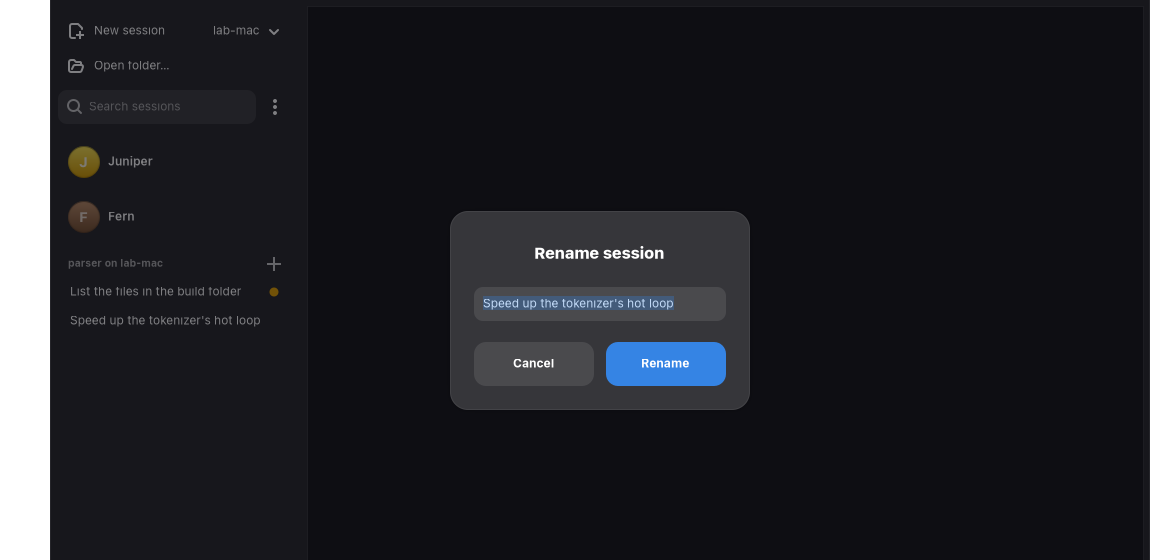 New session lab-mac
Open folder...
Search sessions
J Juniper
F Fern
parser on lab-mac
List the files in the build folder
Speed up the tokenizer's hot loop
Rename session
Speed up the tokenizer's hot loop
Cancel Rename